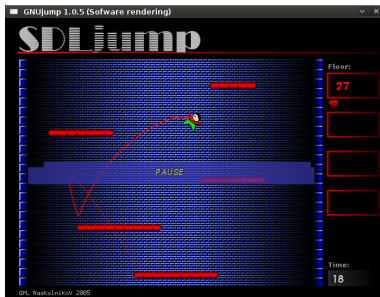 GNUjump 1.0.5 (Sofware rendering)
SDLjump
Floor:
27
PAUSE
Time:
18
GPL RasKolniKoV 2005